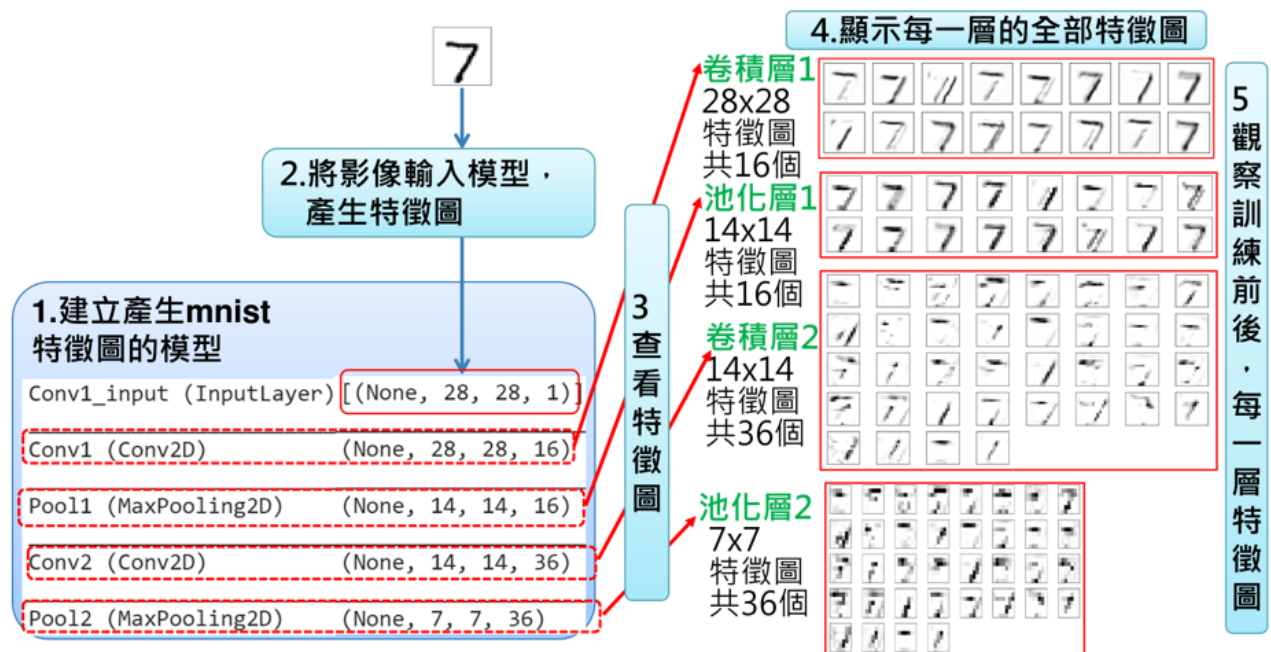 2.將影像輸入模型，
產生特徵圖
1.建立產生mnist
特徵圖的模型
Conv1_input (InputLayer) [(None, 28, 28, 1)]
Conv1 (Conv2D) (None, 28, 28, 16)
Pool1 (MaxPooling2D) (None, 14, 14, 16)
Conv2 (Conv2D) (None, 14, 14, 36)
Pool2 (MaxPooling2D) (None, 7, 7, 36)
3
查
看
特
徵
圖
4.顯示每一層的全部特徵圖
卷積層1
28x28
特徵圖
共16個
池化層1
14x14
特徵圖
共16個
卷積層2
14x14
特徵圖
共36個
池化層2
7x7
特徵圖
共36個
5
觀
察
訓
練
前
後
，
每
一
層
特
徵
圖
7